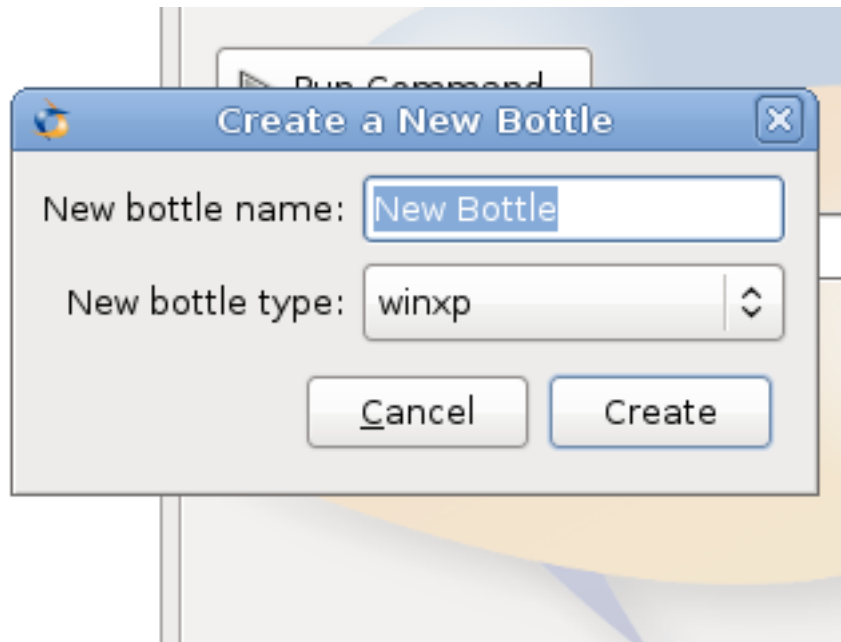 Run Command
Create a New Bottle
New bottle name: New Bottle
New bottle type: winxp
Cancel Create